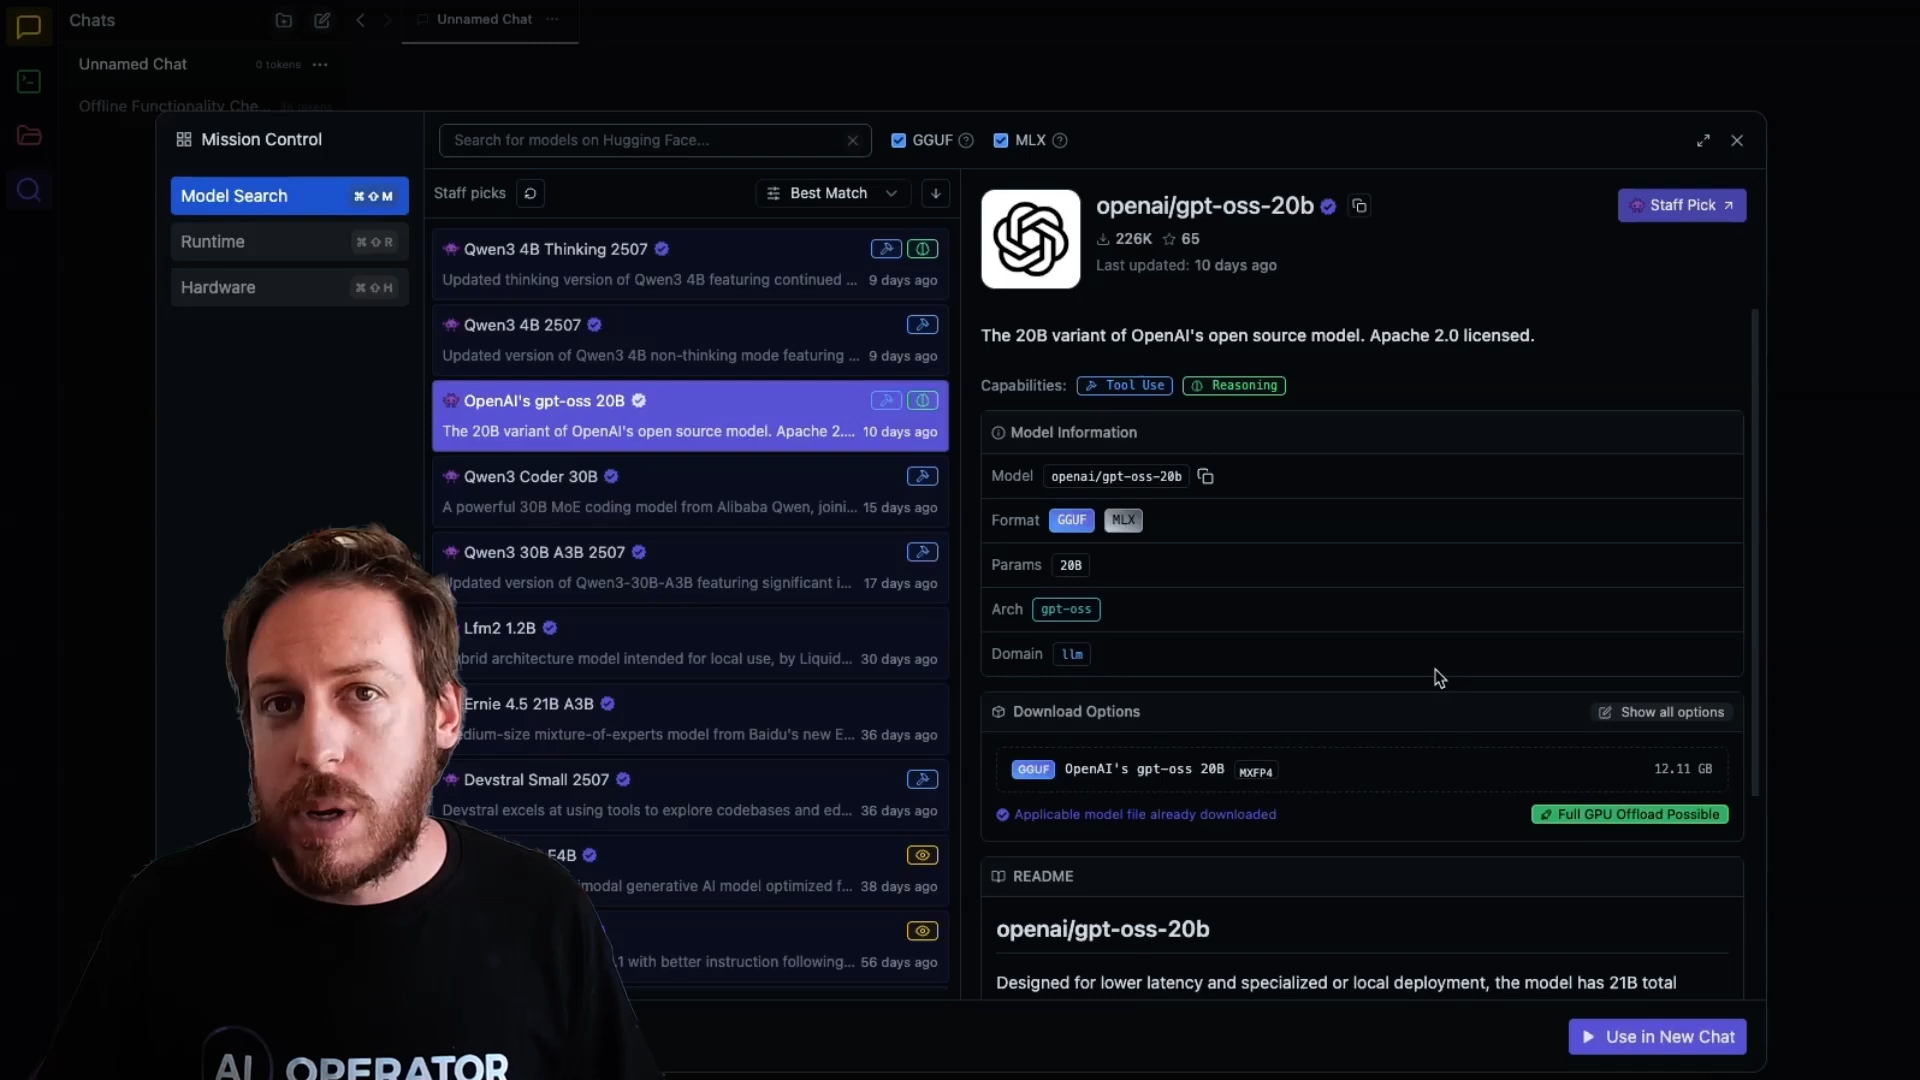 Chats
Unnamed Chat
Unnamed Chat
0 tokens
Offline Functionality Che...
3K tokens
Mission Control
Model Search
⌘ ⇧ M
Runtime
⌘ ⇧ R
Hardware
⌘ ⇧ H
Search for models on Hugging Face...
GGUF
MLX
Staff picks
Best Match
Qwen3 4B Thinking 2507
Updated thinking version of Qwen3 4B featuring continued ...
9 days ago
Qwen3 4B 2507
Updated version of Qwen3 4B non-thinking mode featuring ...
9 days ago
OpenAI's gpt-oss 20B
The 20B variant of OpenAI's open source model. Apache 2....
10 days ago
Qwen3 Coder 30B
A powerful 30B MoE coding model from Alibaba Qwen, joini...
15 days ago
Qwen3 30B A3B 2507
Updated version of Qwen3-30B-A3B featuring significant i...
17 days ago
Lfm2 1.2B
architecture model intended for local use, by Liquid...
30 days ago
Ernie 4.5 21B A3B
mixture-of-experts model from Baidu's new E...
36 days ago
Devstral Small 2507
Devstral excels at using tools to explore codebases and ed...
36 days ago
E4B
generative AI model optimized f...
38 days ago
with better instruction following...
56 days ago
openai/gpt-oss-20b
226K
65
Last updated: 10 days ago
Staff Pick
The 20B variant of OpenAI's open source model. Apache 2.0 licensed.
Capabilities:
Tool Use
Reasoning
Model Information
Model
openai/gpt-oss-20b
Format
GGUF
MLX
Params
20B
Arch
gpt-oss
Domain
llm
Download Options
Show all options
GGUF
OpenAI's gpt-oss 20B
MXFP4
12.11 GB
Applicable model file already downloaded
Full GPU Offload Possible
README
openai/gpt-oss-20b
Designed for lower latency and specialized or local deployment, the model has 21B total
Use in New Chat
AI OPERATOR